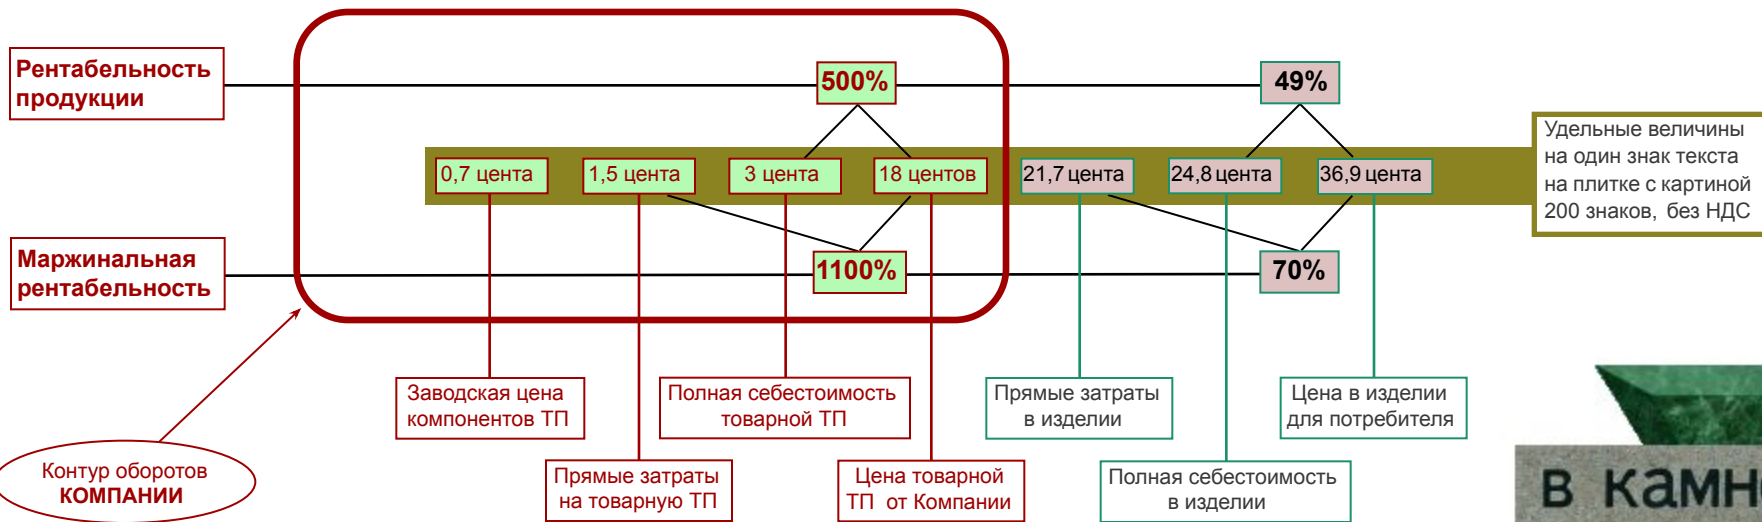 Рентабельность
продукции
500%
49%
Удельные величины
на один знак текста
на плитке с картиной
200 знаков, без НДС
0,7 цента
1,5 цента
3 цента
18 центов
21,7 цента
24,8 цента
36,9 цента
Маржинальная
рентабельность
1100%
70%
Заводская цена
компонентов ТП
Полная себестоимость
товарной ТП
Прямые затраты
в изделии
Цена в изделии
для потребителя
Контур оборотов
КОМПАНИИ
Прямые затраты
на товарную ТП
Цена товарной
ТП от Компании
Полная себестоимость
в изделии
в камн